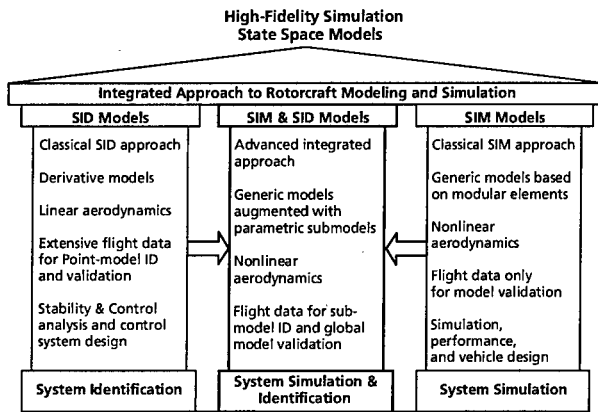 High-Fidelity Simulation
State Space Models
Integrated Approach to Rotorcraft Modeling and Simulation
SID Models
Classical SID approach
Derivative models
Linear aerodynamics
Extensive flight data
for Point-model ID
and validation
Stability & Control
analysis and control
system design
System Identification
SIM & SID Models
Advanced integrated
approach
Generic models
augmented with
parametric submodels
Nonlinear
aerodynamics
Flight data for sub-
model ID and global
model validation
System Simulation &
Identification
SIM Models
Classical SIM approach
Generic models based
on modular elements
Nonlinear
aerodynamics
Flight data only
for model validation
Simulation,
performance,
and vehicle design
System Simulation